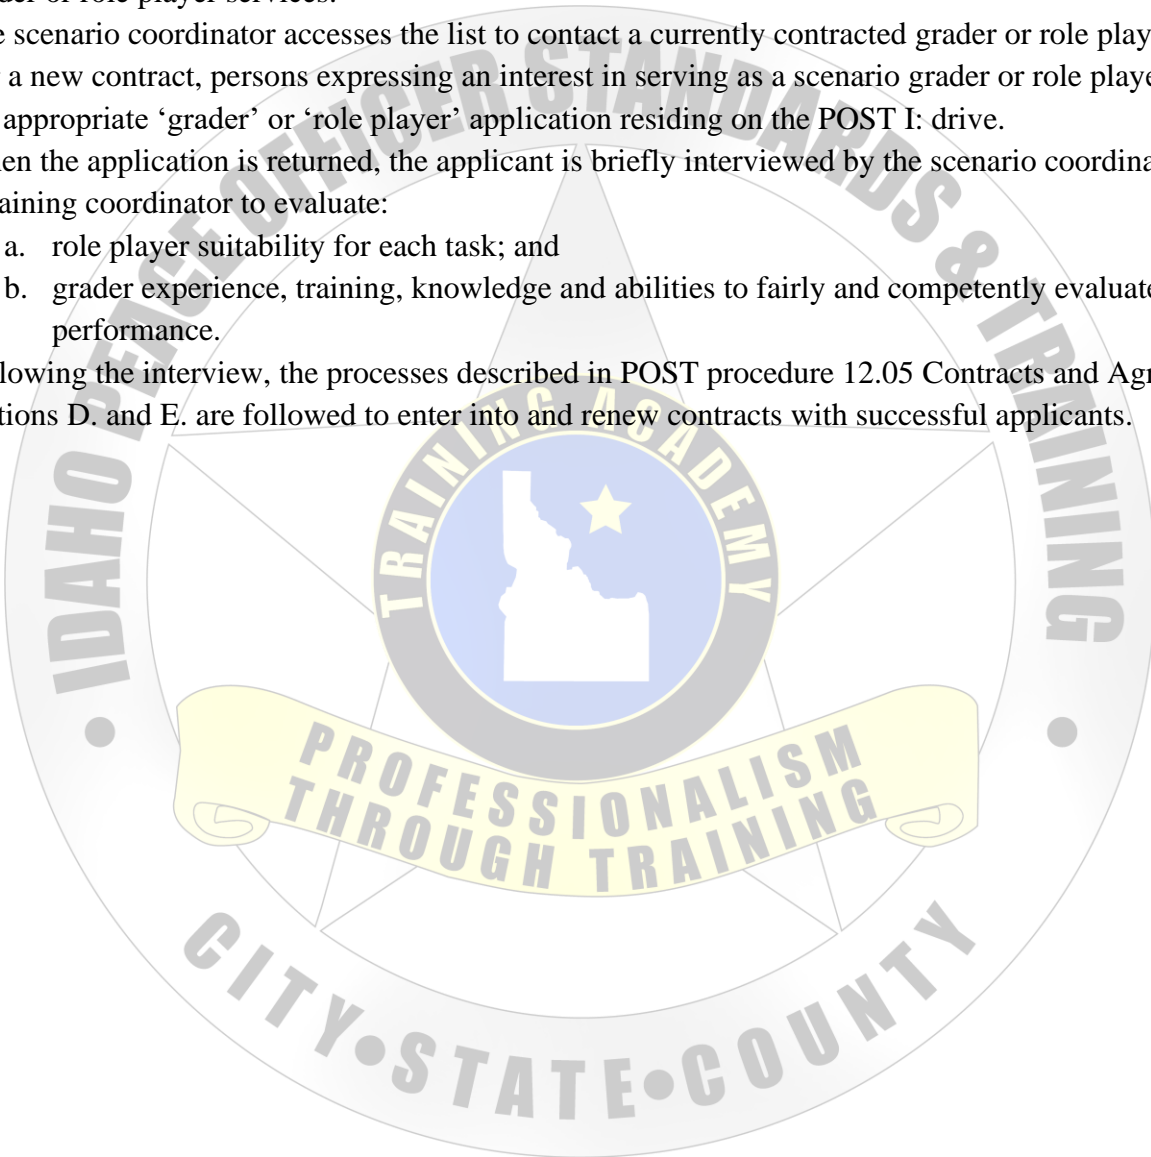 or role player services.
scenario coordinator accesses the list to contact a currently contracted grader or role play
a new contract, persons expressing an interest in serving as a scenario grader or role playe
appropriate ‘grader’ or ‘role player’ application residing on the POST I: drive.
the application is returned, the applicant is briefly interviewed by the scenario coordina
coordinator to evaluate:
a. role player suitability for each task; and
b. grader experience, training, knowledge and abilities to fairly and competently evaluate
performance.
lowing the interview, the processes described in POST procedure 12.05 Contracts and Agr
tions D. and E. are followed to enter into and renew contracts with successful applicants.
IDAHO PEACE OFFICER STANDARDS & TRAINING
TRAINING ACADEMY
PROFESSIONALISM
THROUGH TRAINING
CITY•STATE•COUNTY